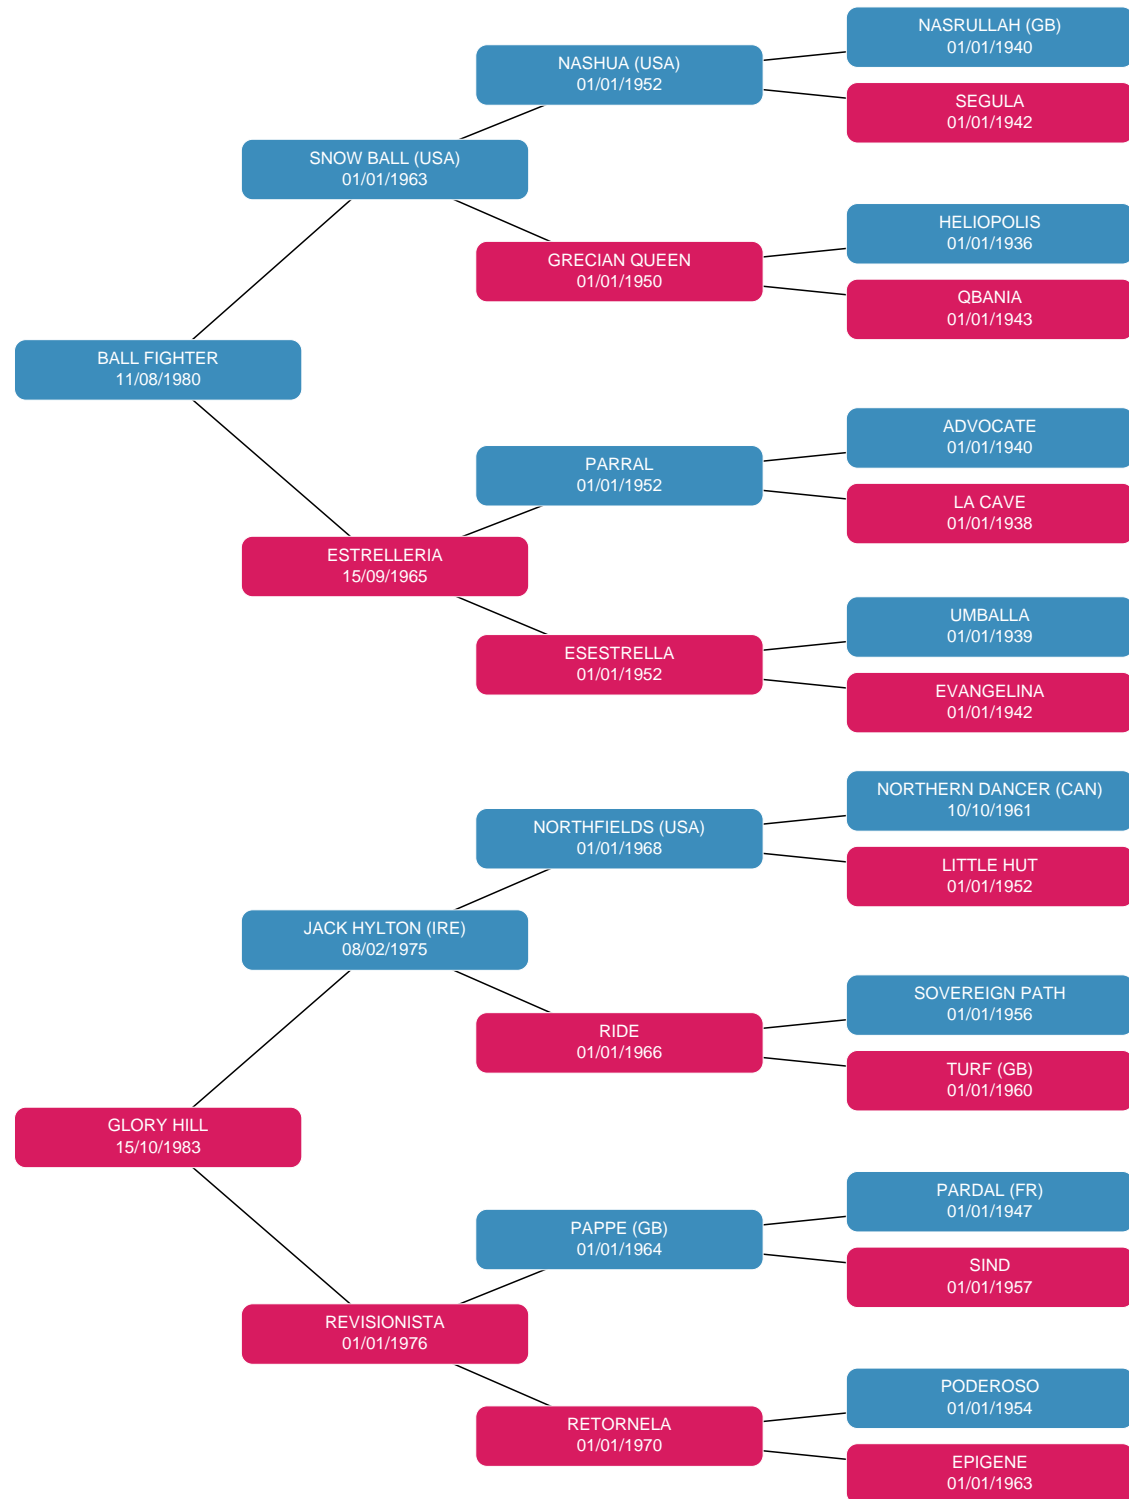 NASRULLAH (GB)
01/01/1940
NASHUA (USA)
01/01/1952
SEGULA
01/01/1942
SNOW BALL (USA)
01/01/1963
HELIOPOLIS
01/01/1936
GRECIAN QUEEN
01/01/1950
QBANIA
01/01/1943
BALL FIGHTER
11/08/1980
ADVOCATE
01/01/1940
PARRAL
01/01/1952
LA CAVE
01/01/1938
ESTRELLERIA
15/09/1965
UMBALLA
01/01/1939
ESESTRELLA
01/01/1952
EVANGELINA
01/01/1942
NORTHERN DANCER (CAN)
10/10/1961
NORTHFIELDS (USA)
01/01/1968
LITTLE HUT
01/01/1952
JACK HYLTON (IRE)
08/02/1975
SOVEREIGN PATH
01/01/1956
RIDE
01/01/1966
TURF (GB)
01/01/1960
GLORY HILL
15/10/1983
PARDAL (FR)
01/01/1947
PAPPE (GB)
01/01/1964
SIND
01/01/1957
REVISIONISTA
01/01/1976
PODEROSO
01/01/1954
RETORNELA
01/01/1970
EPIGENE
01/01/1963